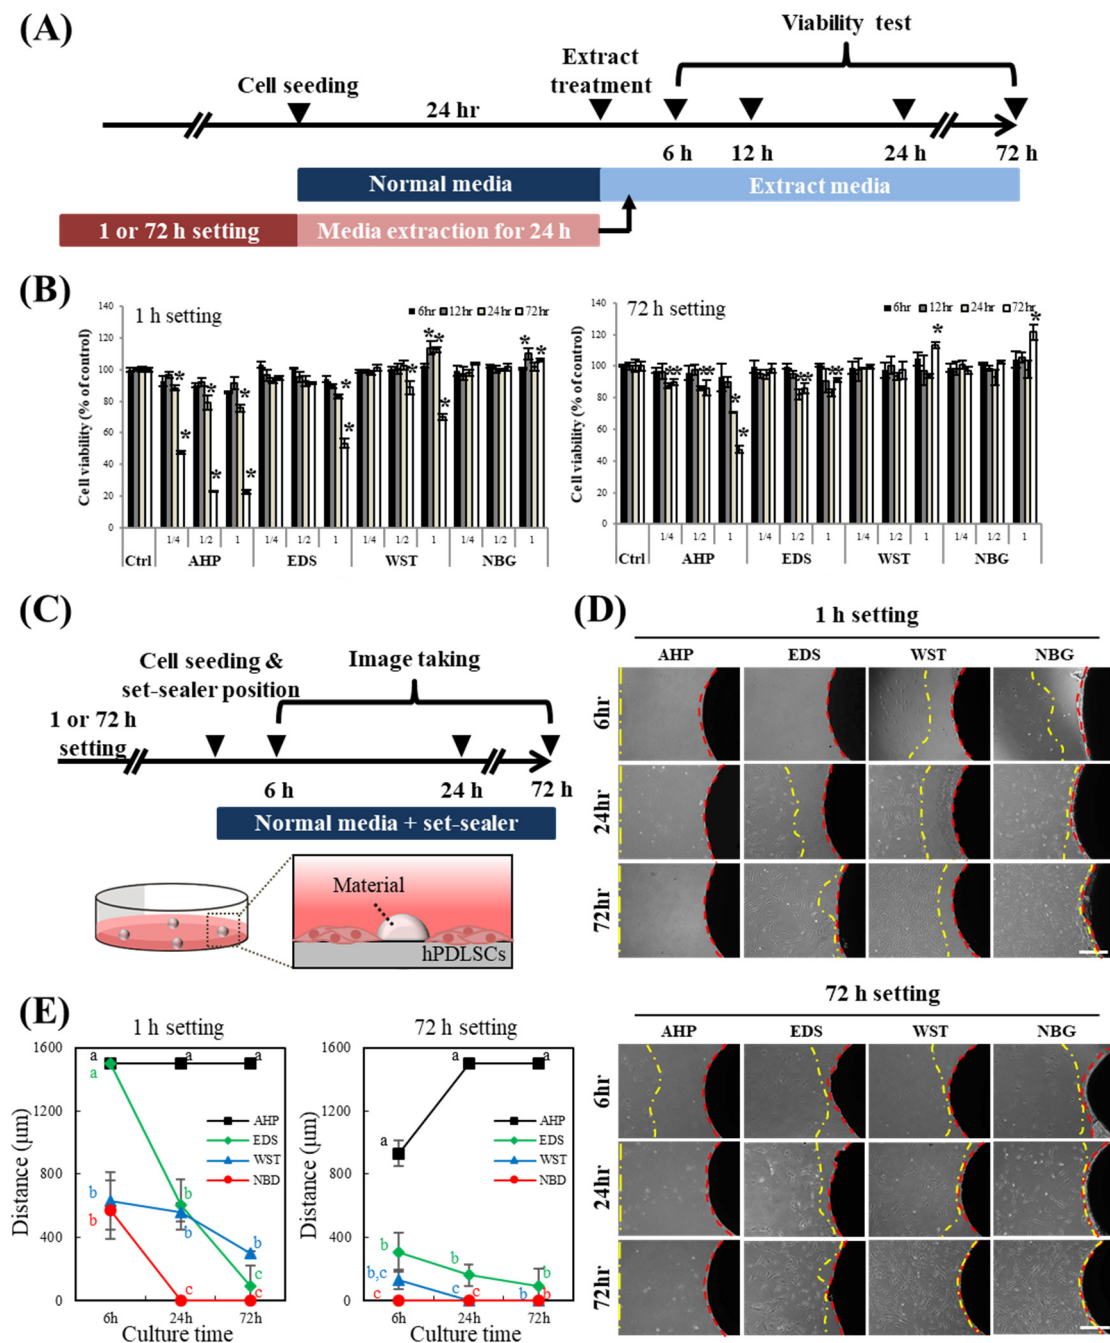 (A)
Viability test
Extract
treatment
Cell seeding
24 hr
6 h 12 h 24 h 72 h
Normal media
Extract media
1 or 72 h setting
Media extraction for 24 h
(B)
1 h setting
6hr 12hr 24hr 72hr
Cell viability (% of control)
140
120
100
80
60
40
20
0
* * * * * * * * * * * * * *
1/4 1/2 1 1/4 1/2 1 1/4 1/2 1 1/4 1/2 1
Ctrl AHP EDS WST NBG
72 h setting
6hr 12hr 24hr 72hr
Cell viability (% of control)
140
120
100
80
60
40
20
0
** ** * * ** ** * *
1/4 1/2 1 1/4 1/2 1 1/4 1/2 1 1/4 1/2 1
Ctrl AHP EDS WST NBG
(C)
Cell seeding &
set-sealer position
Image taking
1 or 72 h
setting
6 h 24 h 72 h
Normal media + set-sealer
Material
hPDLSCs
(D)
1 h setting
AHP EDS WST NBG
6hr
24hr
72hr
72 h setting
AHP EDS WST NBG
6hr
24hr
72hr
(E)
1 h setting
Distance (μm)
1600
1200
800
400
0
a a a
a
b b b
b b c
c c
AHP
EDS
WST
NBD
6h 24h 72h
Culture time
72 h setting
Distance (μm)
1600
1200
800
400
0
a a
a
b b b
b,c
c c c b b
AHP
EDS
WST
NBD
6h 24h 72h
Culture time